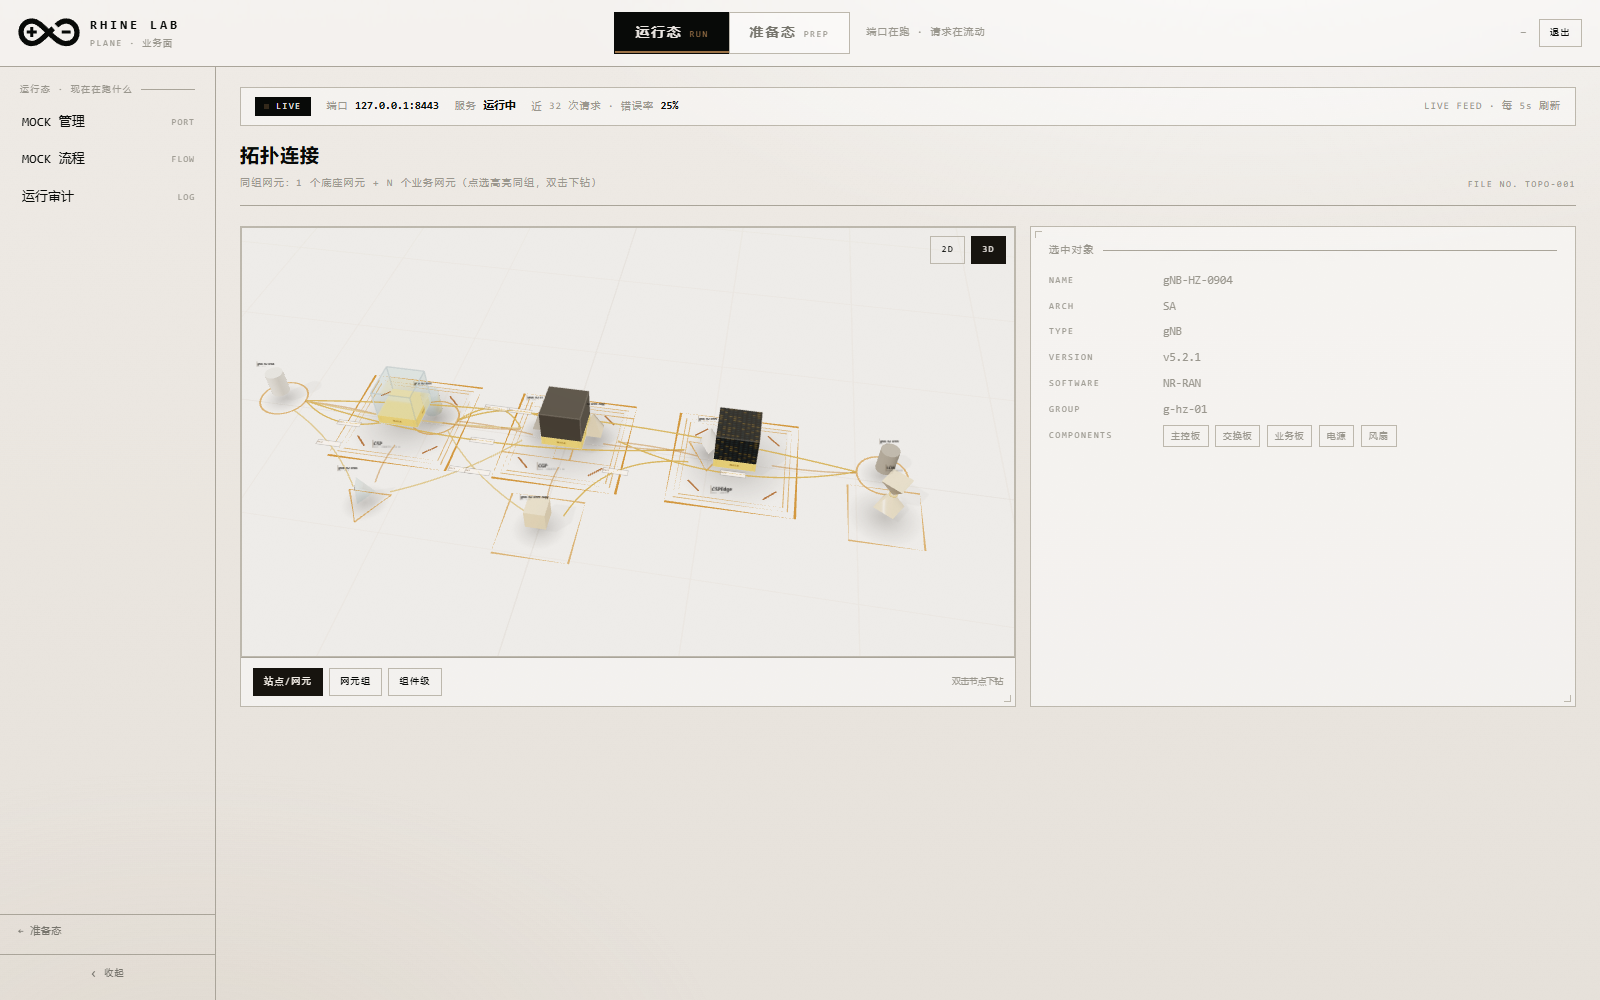 RHINE LAB
PLANE · 业务面
运行态 RUN
准备态 PREP
端口在跑 · 请求在流动
—
退出
运行态 · 现在在跑什么
MOCK 管理 PORT
MOCK 流程 FLOW
运行审计 LOG
LIVE 端口 127.0.0.1:8443 服务 运行中 近 32 次请求 · 错误率 25%
LIVE FEED · 每 5s 刷新
拓扑连接
同组网元: 1 个底座网元 + N 个业务网元 (点选高亮同组, 双击下钻)
FILE NO. TOPO-001
2D 3D
CSP
CGP
CSPEdge
站点/网元 网元组 组件级
双击节点下钻
选中对象
NAME gNB-HZ-0904
ARCH SA
TYPE gNB
VERSION v5.2.1
SOFTWARE NR-RAN
GROUP g-hz-01
COMPONENTS 主控板 交换板 业务板 电源 风扇
← 准备态
‹ 收起